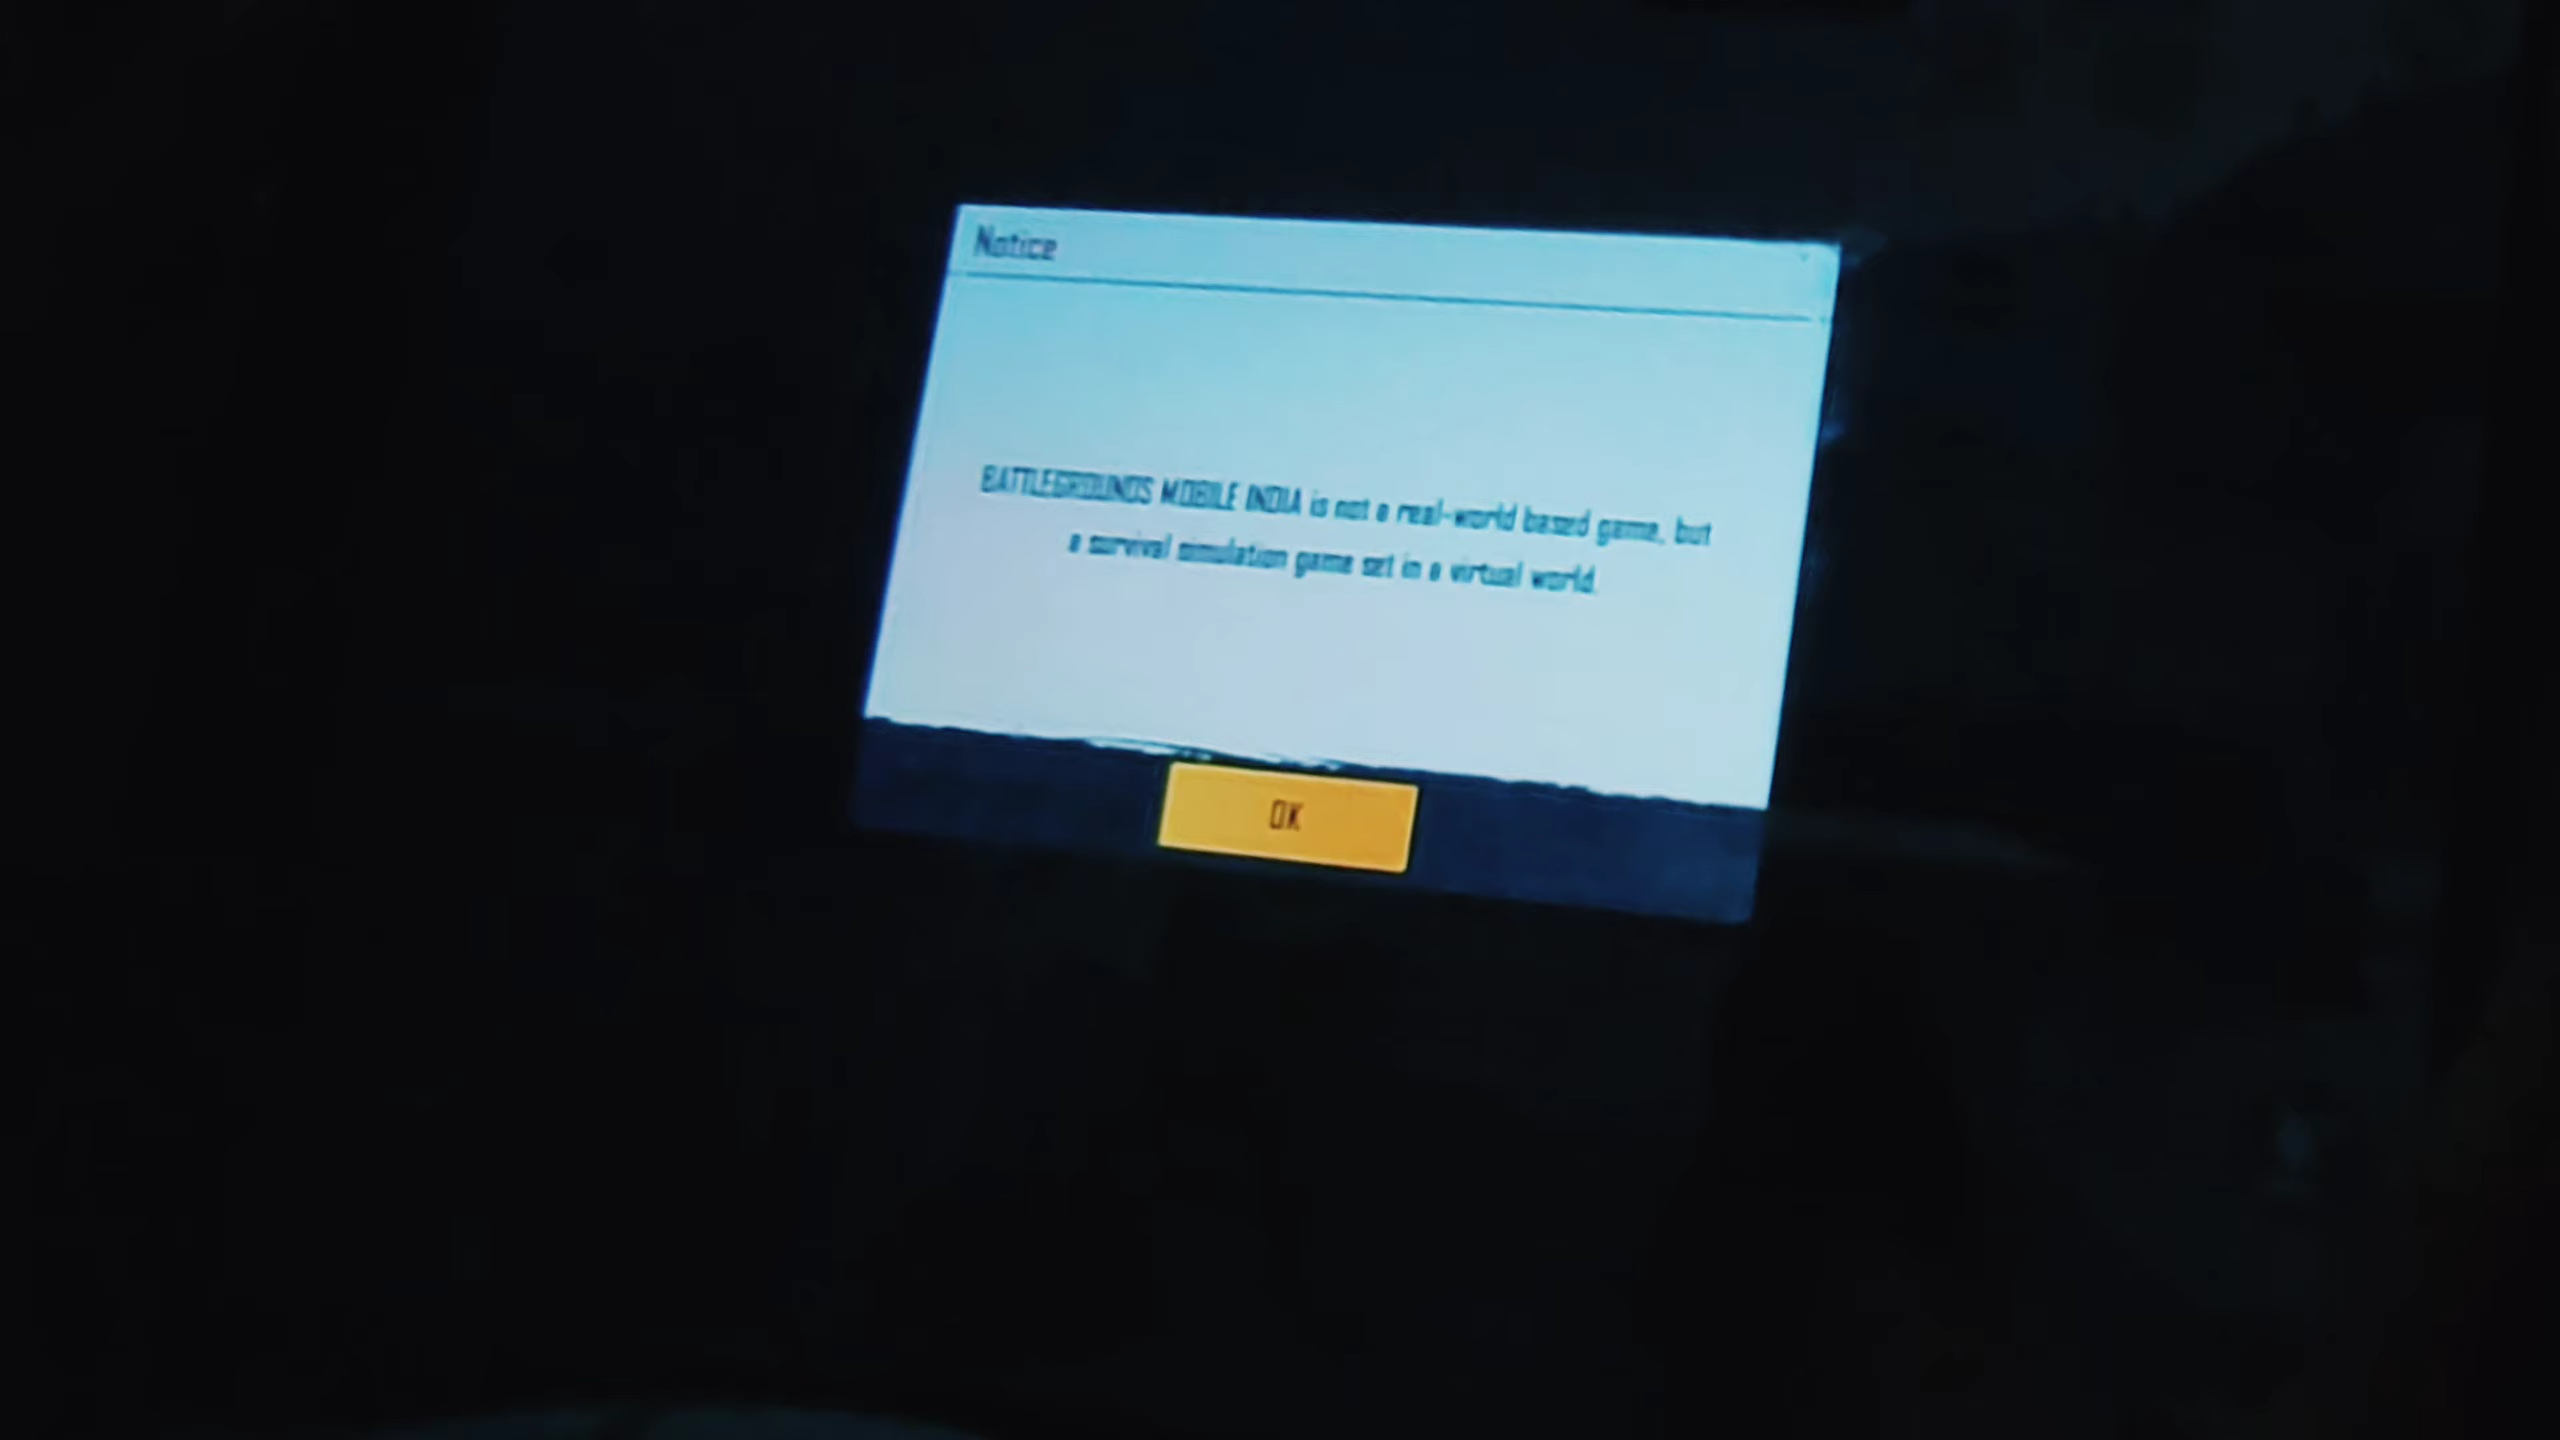 Notice
BATTLEGROUNDS MOBILE INDIA is not a real-world based game, but
a survival simulation game set in a virtual world.
OK